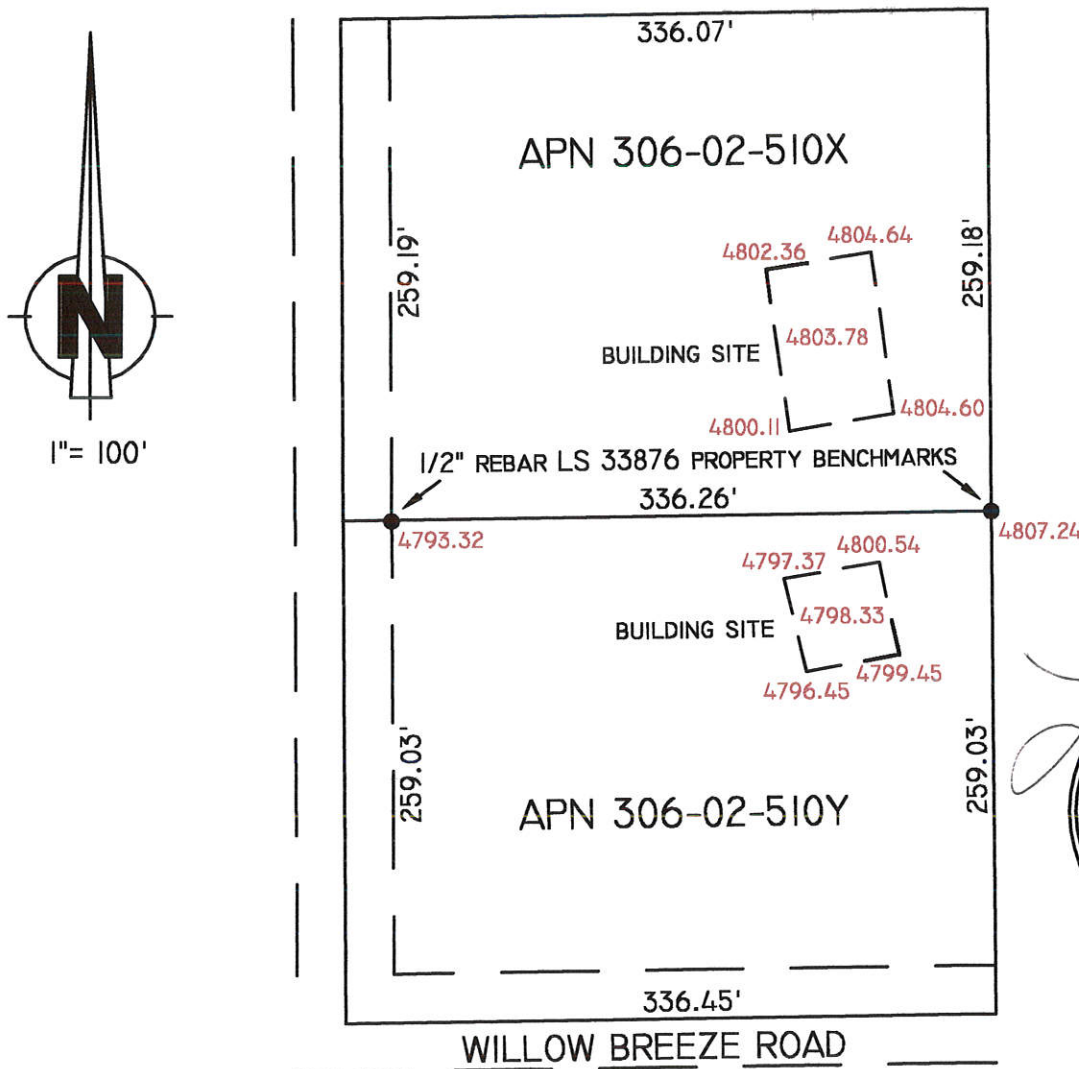 336.07'
APN 306-02-510X
N
1"= 100'
259.19'
259.18'
4802.36
4804.64
4803.78
BUILDING SITE
4800.11
4804.60
1/2" REBAR LS 33876 PROPERTY BENCHMARKS
336.26'
4793.32
4807.24
4797.37
4800.54
4798.33
BUILDING SITE
4796.45
4799.45
259.03'
259.03'
APN 306-02-510Y
336.45'
WILLOW BREEZE ROAD